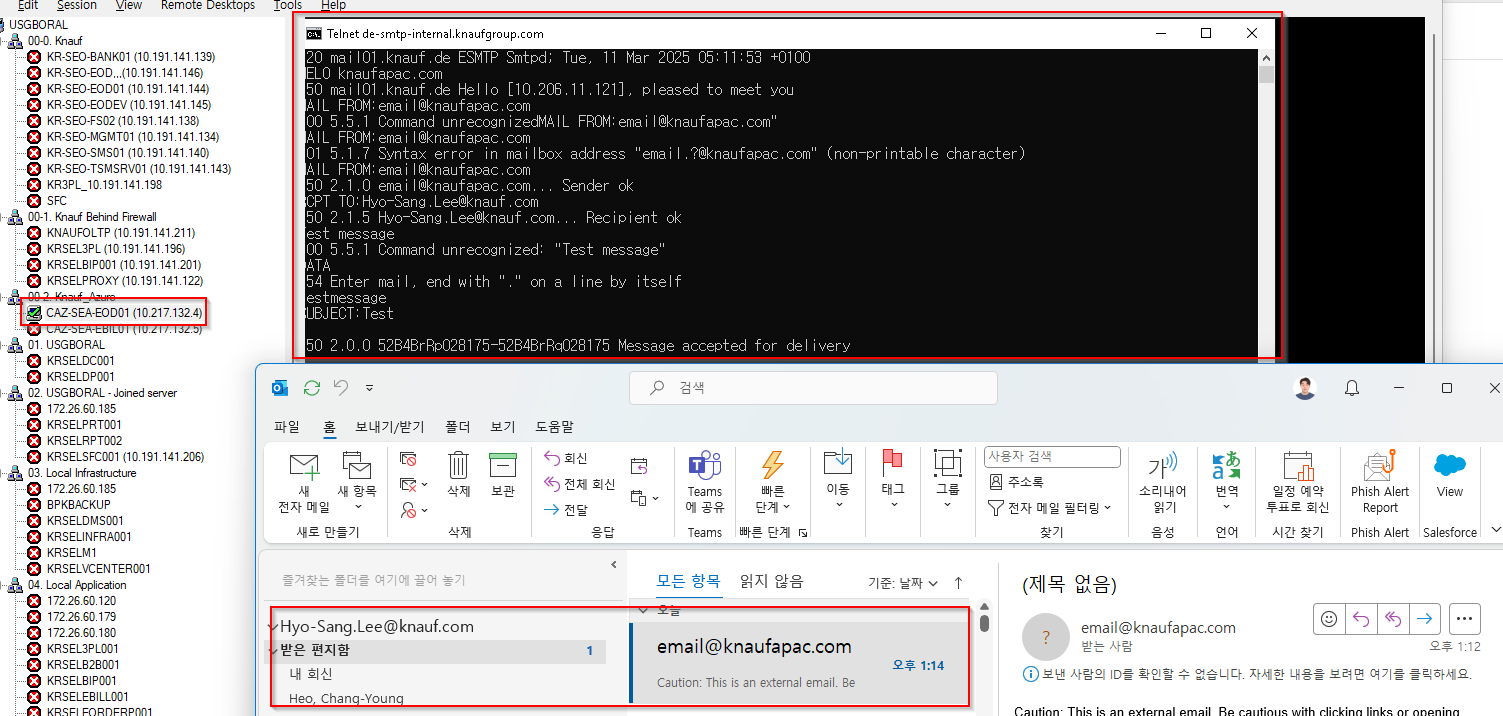 Edit Session View Remote Desktops Tools Help
USGBORAL
00-0. Knauf
KR-SEO-BANK01 (10.191.141.139)
KR-SEO-EOD,,,(10.191.141.146)
KR-SEO-EOD01 (10.191.141.144)
KR-SEO-EODEV (10.191.141.145)
KR-SEO-FS02 (10.191.141.138)
KR-SEO-MGMT01 (10.191.141.134)
KR-SEO-SMS01 (10.191.141.140)
KR-SEO-TSMSRV01 (10.191.141.143)
KR3PL_10.191.141.198
SFC
00-1. Knauf Behind Firewall
KNAUFOLTP (10.191.141.211)
KRSEL3PL (10.191.141.196)
KRSELBIP001 (10.191.141.201)
KRSELPROXY (10.191.141.122)
00-2. Knauf_Azure
CAZ-SEA-EOD01 (10.217.132.4)
CAZ-SEA-EBIL01 (10.217.132.5)
01. USGBORAL
KRSELDC001
KRSELDP001
02. USGBORAL - Joined server
172.26.60.185
KRSELPRT001
KRSELRPT002
KRSELSFC001 (10.191.141.206)
03. Local Infrastructure
172.26.60.185
BPKBACKUP
KRSELDMS001
KRSELINFRA001
KRSELM1
KRSELVCENTER001
04. Local Application
172.26.60.120
172.26.60.179
172.26.60.180
KRSEL3PL001
KRSELB2B001
KRSELBIP001
KRSELEBILL001
KRSELFORDERP001
Telnet de-smtp-internal.knaufgroup.com
20 mail01.knauf.de ESMTP Smtpd; Tue, 11 Mar 2025 05:11:53 +0100
ELO knaufapac.com
50 mail01.knauf.de Hello [10.206.11.121], pleased to meet you
MAIL FROM:email@knaufapac.com
00 5.5.1 Command unrecognizedMAIL FROM:email@knaufapac.com"
MAIL FROM:email@knaufapac.com
01 5.1.7 Syntax error in mailbox address "email.?@knaufapac.com" (non-printable character)
MAIL FROM:email@knaufapac.com
50 2.1.0 email@knaufapac.com... Sender ok
RCPT TO:Hyo-Sang.Lee@knauf.com
50 2.1.5 Hyo-Sang.Lee@knauf.com... Recipient ok
Test message
00 5.5.1 Command unrecognized: "Test message"
DATA
54 Enter mail, end with "." on a line by itself
estmessage
SUBJECT:Test
50 2.0.0 52B4BrRp028175-52B4BrRq028175 Message accepted for delivery
검색
파일 홈 보내기/받기 폴더 보기 도움말
새 전자 메일
새 항목
새로 만들기
삭제
보관
삭제
회신
전체 회신
전달
응답
Teams에 공유
Teams
빠른 단계
빠른 단계
이동
태그
그룹
사용자 검색
주소록
전자 메일 필터링
찾기
소리내어 읽기
음성
번역
언어
일정 예약 투표로 회신
시간 찾기
Phish Alert Report
Phish Alert
View
Salesforce
즐겨찾는 폴더를 여기에 끌어 놓기
Hyo-Sang.Lee@knauf.com
받은 편지함 1
내 회신
Heo, Chang-Young
모든 항목 읽지 않음 기준: 날짜
오늘
email@knaufapac.com
오후 1:14
Caution: This is an external email. Be
(제목 없음)
?
email@knaufapac.com
받는 사람
오후 1:12
보낸 사람의 ID를 확인할 수 없습니다. 자세한 내용을 보려면 여기를 클릭하세요.
Caution: This is an external email. Be cautious with clicking links or opening